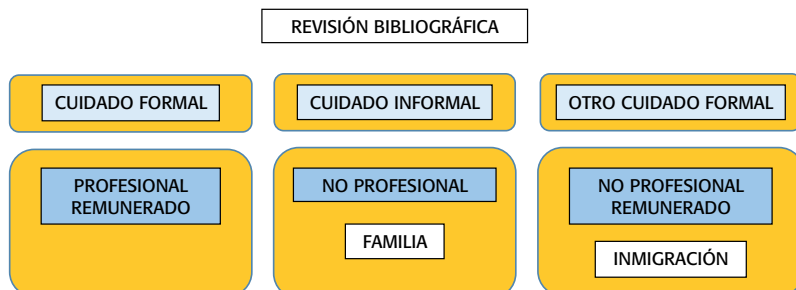 REVISIÓN BIBLIOGRÁFICA
CUIDADO FORMAL
CUIDADO INFORMAL
OTRO CUIDADO FORMAL
PROFESIONAL
REMUNERADO
NO PROFESIONAL
FAMILIA
NO PROFESIONAL
REMUNERADO
INMIGRACIÓN